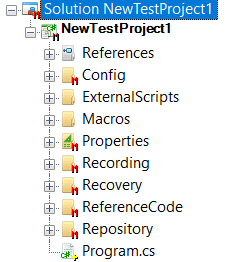 Solution NewTestProject1
NewTestProject1
References
Config
ExternalScripts
Macros
Properties
Recording
Recovery
ReferenceCode
Repository
Program.cs